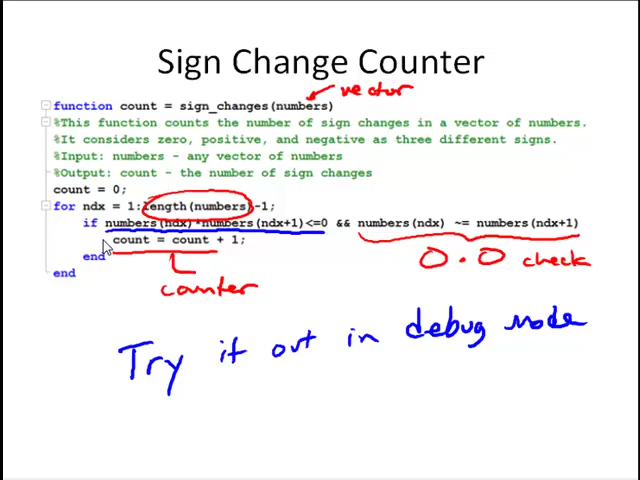 Sign Change Counter
vector
function count = sign_changes(numbers)
%This function counts the number of sign changes in a vector of numbers.
%It considers zero, positive, and negative as three different signs.
%Input: numbers - any vector of numbers
%Output: count - the number of sign changes
count = 0;
for ndx = 1:length(numbers)-1;
if numbers(ndx)*numbers(ndx+1)<=0 && numbers(ndx) ~= numbers(ndx+1)
count = count + 1;
end
end
0.0 check
counter
Try it out in debug mode